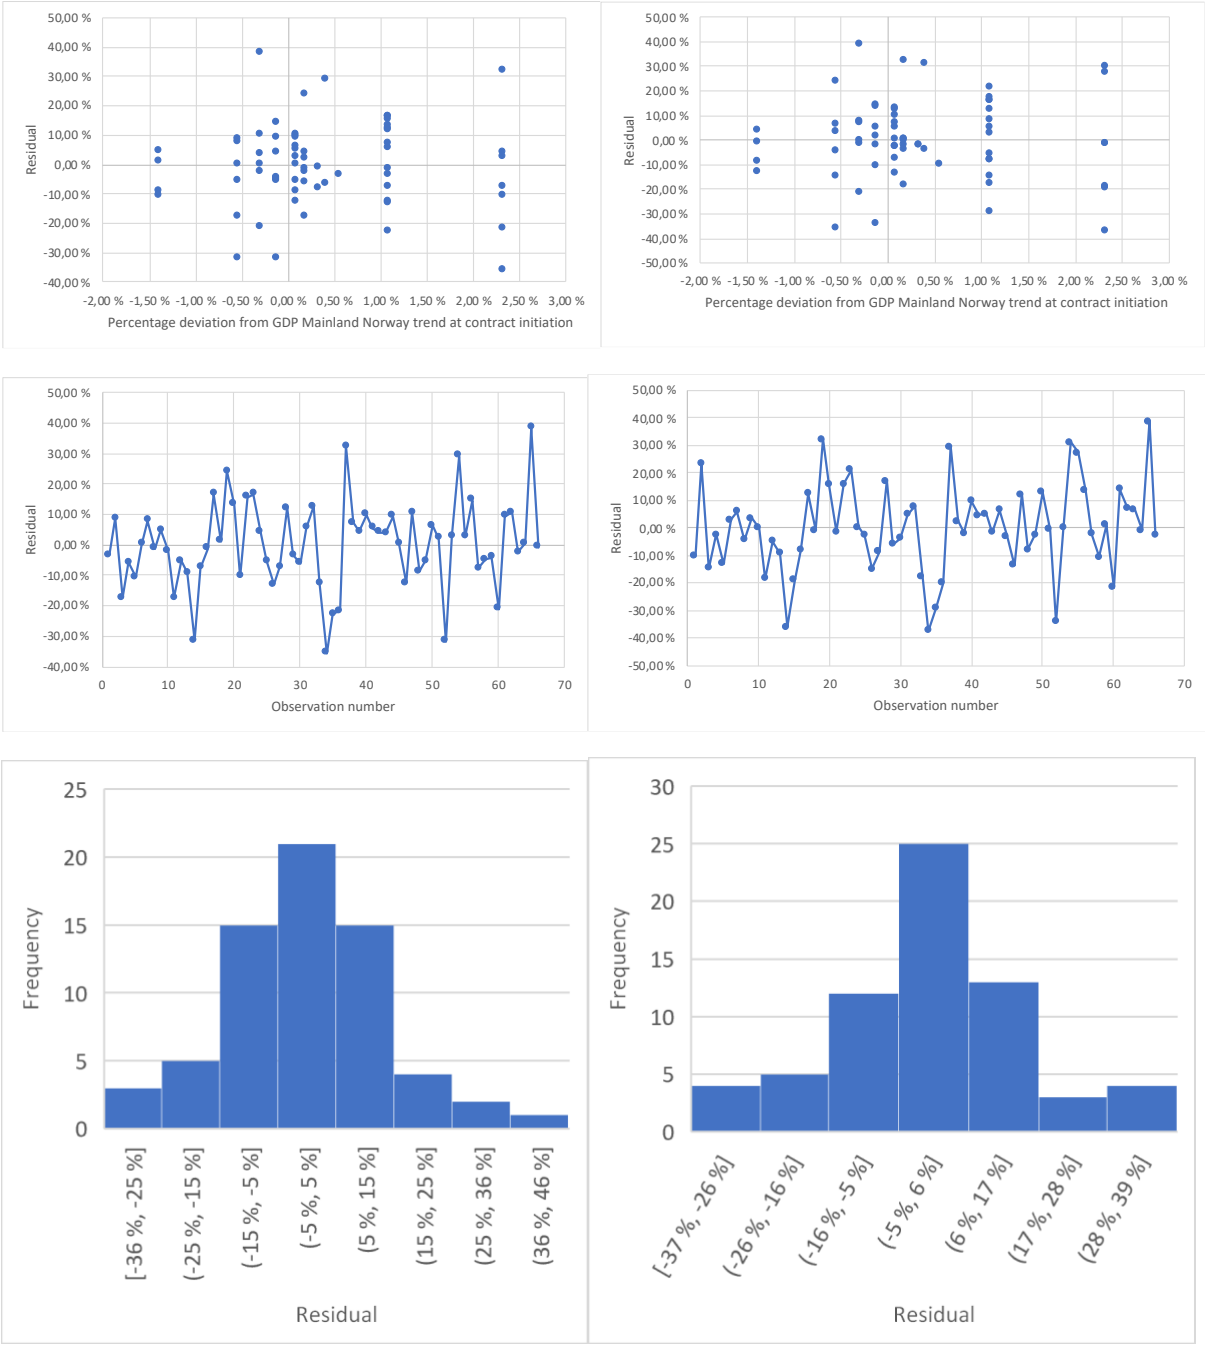 50,00 %
40,00 %
30,00 %
20,00 %
10,00 %
0,00 %
-10,00 %
-20,00 %
-30,00 %
-40,00 %
Residual
-2,00 % -1,50 % -1,00 % -0,50 % 0,00 % 0,50 % 1,00 % 1,50 % 2,00 % 2,50 % 3,00 %
Percentage deviation from GDP Mainland Norway trend at contract initiation
50,00 %
40,00 %
30,00 %
20,00 %
10,00 %
0,00 %
-10,00 %
-20,00 %
-30,00 %
-40,00 %
-50,00 %
Residual
-2,00 % -1,50 % -1,00 % -0,50 % 0,00 % 0,50 % 1,00 % 1,50 % 2,00 % 2,50 % 3,00 %
Percentage deviation from GDP Mainland Norway trend at contract initiation
50,00 %
40,00 %
30,00 %
20,00 %
10,00 %
0,00 %
-10,00 %
-20,00 %
-30,00 %
-40,00 %
Residual
0 10 20 30 40 50 60 70
Observation number
50,00 %
40,00 %
30,00 %
20,00 %
10,00 %
0,00 %
-10,00 %
-20,00 %
-30,00 %
-40,00 %
-50,00 %
Residual
0 10 20 30 40 50 60 70
Observation number
25
20
15
10
5
0
Frequency
[-36 %, -25 %]
(-25 %, -15 %]
(-15 %, -5 %]
(-5 %, 5 %]
(5 %, 15 %]
(15 %, 25 %]
(25 %, 36 %]
(36 %, 46 %]
Residual
30
25
20
15
10
5
0
Frequency
[-37 %, -26 %]
(-26 %, -16 %]
(-16 %, -5 %]
(-5 %, 6 %]
(6 %, 17 %]
(17 %, 28 %]
(28 %, 39 %]
Residual